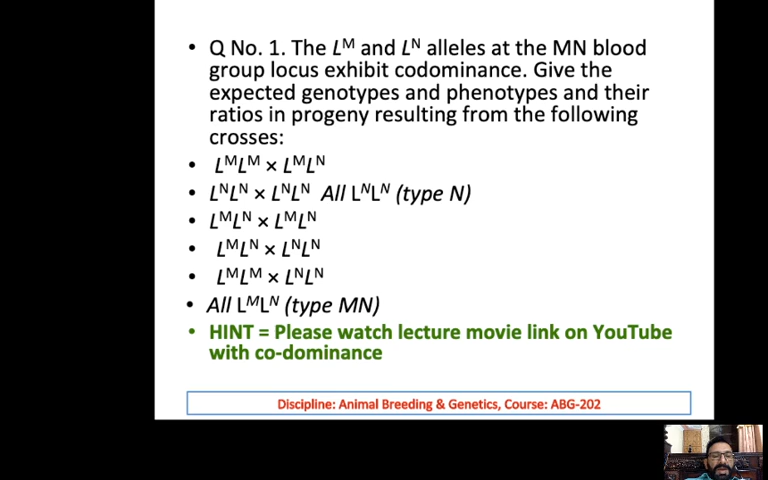 • Q No. 1. The Lᴹ and Lᴺ alleles at the MN blood
group locus exhibit codominance. Give the
expected genotypes and phenotypes and their
ratios in progeny resulting from the following
crosses:
• LᴹLᴹ × LᴹLᴺ
• LᴺLᴺ × LᴺLᴺ All LᴺLᴺ (type N)
• LᴹLᴺ × LᴹLᴺ
• LᴹLᴺ × LᴺLᴺ
• LᴹLᴹ × LᴺLᴺ
• All LᴹLᴺ (type MN)
• HINT = Please watch lecture movie link on YouTube
with co-dominance
Discipline: Animal Breeding & Genetics, Course: ABG-202